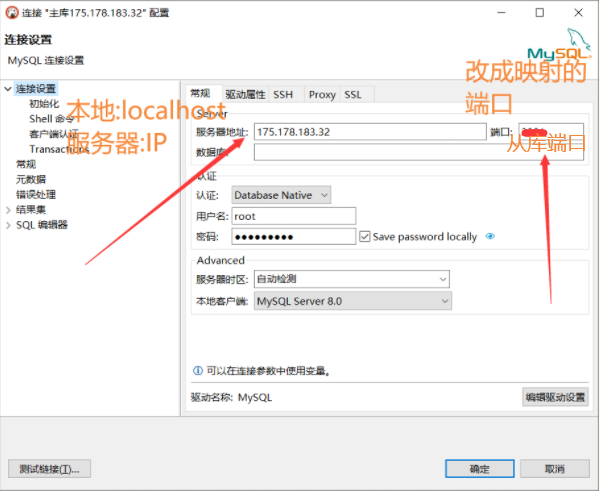 连接 "主库175.178.183.32" 配置
连接设置
MySQL 连接设置
MySQL
连接设置
初始化
Shell 命令
客户端认证
Transactions
常规
元数据
错误处理
结果集
SQL 编辑器
本地:localhost
服务器:IP
改成映射的
端口
从库端口
常规 驱动属性 SSH Proxy SSL
Server
服务器地址: 175.178.183.32 端口:
数据库:
认证
认证: Database Native
用户名: root
密码: ●●●●●●●●● Save password locally
Advanced
服务器时区: 自动检测
本地客户端: MySQL Server 8.0
可以在连接参数中使用变量。
驱动名称: MySQL 编辑驱动设置
测试链接(T)... 确定 取消